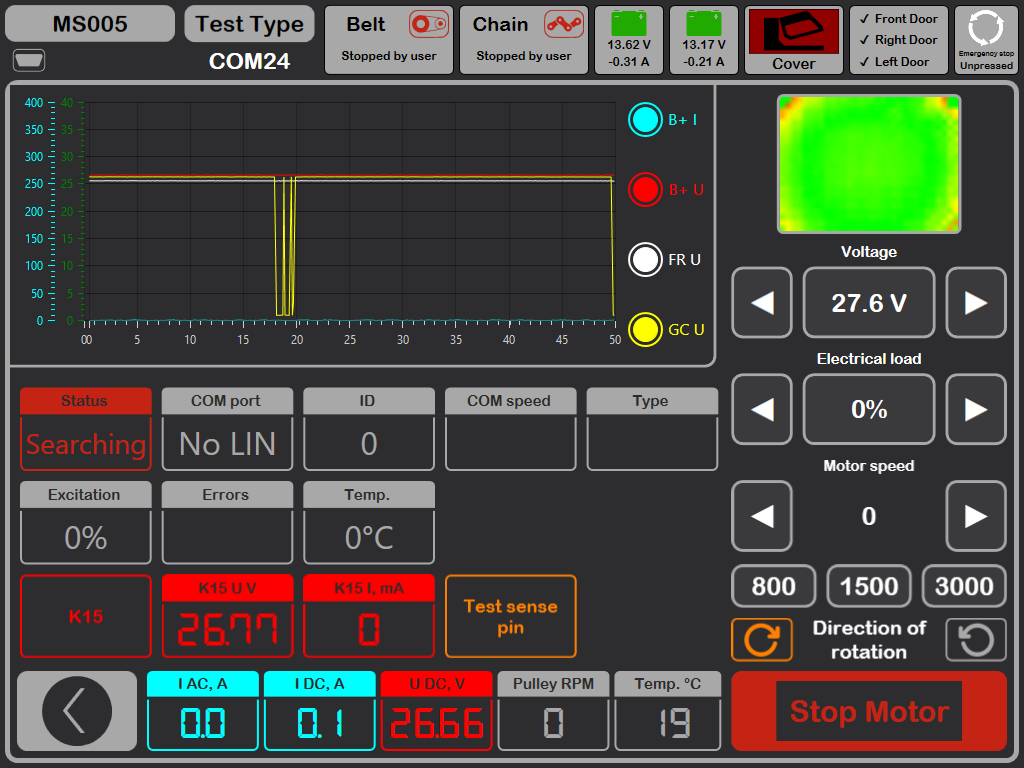 MS005
Test Type
COM24
Belt
Stopped by user
Chain
Stopped by user
13.62 V
-0.31 A
13.17 V
-0.21 A
Cover
✓ Front Door
✓ Right Door
✓ Left Door
Emergency stop
Unpressed
400 40
350 35
300 30
250 25
200 20
150 15
100 10
50 5
0 0
00 5 10 15 20 25 30 35 40 45 50
B+ I
B+ U
FR U
GC U
Voltage
27.6 V
Electrical load
0%
Motor speed
0
800 1500 3000
Direction of
rotation
Stop Motor
Status COM port ID COM speed Type
Searching No LIN 0
Excitation Errors Temp.
0% 0°C
K15
K15 U V
26.77
K15 I, mA
0
Test sense
pin
I AC, A I DC, A U DC, V Pulley RPM Temp. °C
0.0 0.1 26.66 0 19